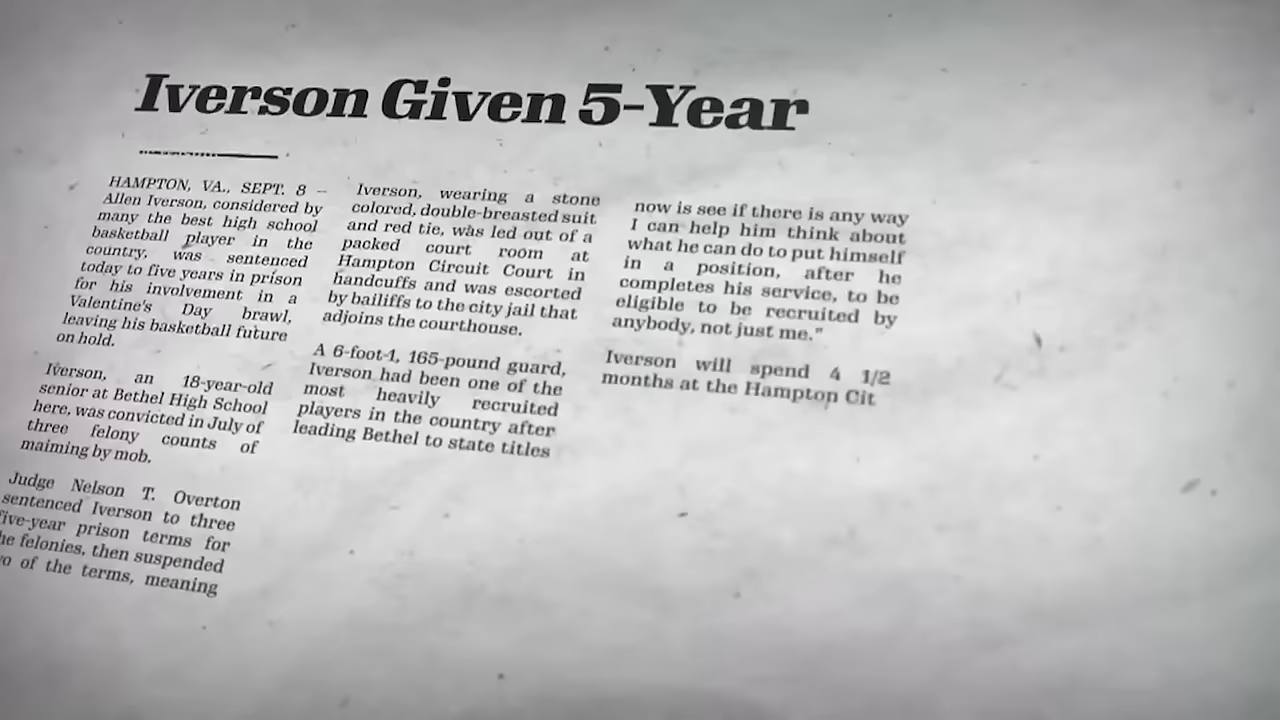 Iverson Given 5-Year
HAMPTON, VA., SEPT. 8 –
Allen Iverson, considered by
many the best high school
basketball player in the
country, was sentenced
today to five years in prison
for his involvement in a
Valentine's Day brawl,
leaving his basketball future
on hold.
Iverson, an 18-year-old
senior at Bethel High School
here, was convicted in July of
three felony counts of
maiming by mob.
Judge Nelson T. Overton
sentenced Iverson to three
five-year prison terms for
he felonies, then suspended
o of the terms, meaning
Iverson, wearing a stone
colored, double-breasted suit
and red tie, was led out of a
packed court room at
Hampton Circuit Court in
handcuffs and was escorted
by bailiffs to the city jail that
adjoins the courthouse.
A 6-foot-1, 165-pound guard,
Iverson had been one of the
most heavily recruited
players in the country after
leading Bethel to state titles
now is see if there is any way
I can help him think about
what he can do to put himself
in a position, after he
completes his service, to be
eligible to be recruited by
anybody, not just me."
Iverson will spend 4 1/2
months at the Hampton Cit